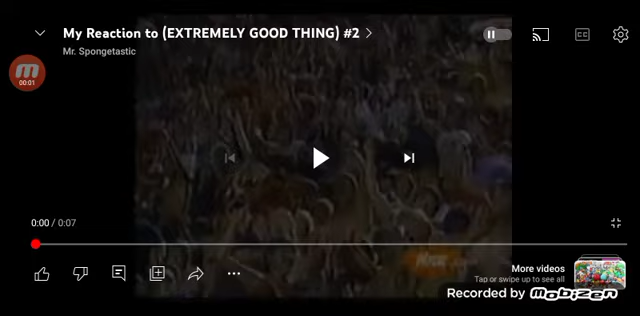 My Reaction to (EXTREMELY GOOD THING) #2
Mr. Spongetastic
CC
00:01
0:00 / 0:07
More videos
Tap or swipe up to see all
Recorded by Mobizen